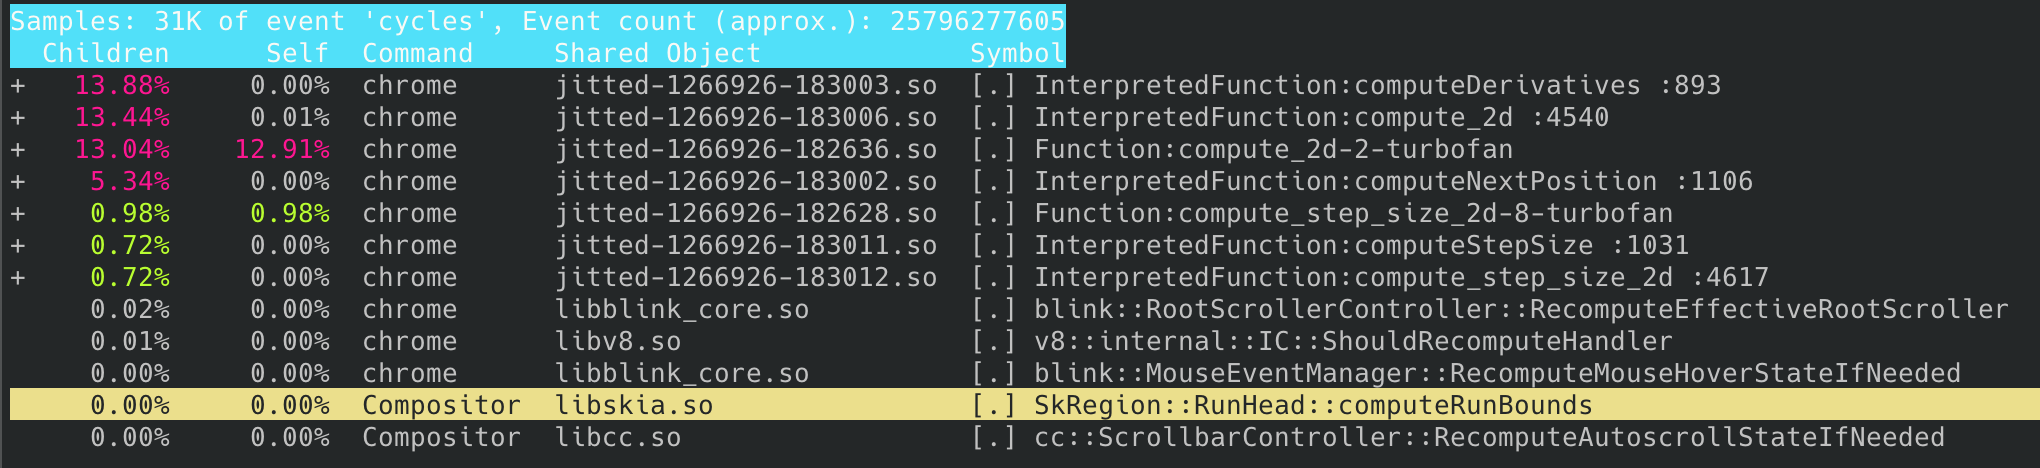 Samples: 31K of event 'cycles', Event count (approx.): 25796277605
Children Self Command Shared Object Symbol
+ 13.88% 0.00% chrome jitted-1266926-183003.so [.] InterpretedFunction:computeDerivatives :893
+ 13.44% 0.01% chrome jitted-1266926-183006.so [.] InterpretedFunction:compute_2d :4540
+ 13.04% 12.91% chrome jitted-1266926-182636.so [.] Function:compute_2d-2-turbofan
+ 5.34% 0.00% chrome jitted-1266926-183002.so [.] InterpretedFunction:computeNextPosition :1106
+ 0.98% 0.98% chrome jitted-1266926-182628.so [.] Function:compute_step_size_2d-8-turbofan
+ 0.72% 0.00% chrome jitted-1266926-183011.so [.] InterpretedFunction:computeStepSize :1031
+ 0.72% 0.00% chrome jitted-1266926-183012.so [.] InterpretedFunction:compute_step_size_2d :4617
0.02% 0.00% chrome libblink_core.so [.] blink::RootScrollerController::RecomputeEffectiveRootScroller
0.01% 0.00% chrome libv8.so [.] v8::internal::IC::ShouldRecomputeHandler
0.00% 0.00% chrome libblink_core.so [.] blink::MouseEventManager::RecomputeMouseHoverStateIfNeeded
0.00% 0.00% Compositor libskia.so [.] SkRegion::RunHead::computeRunBounds
0.00% 0.00% Compositor libcc.so [.] cc::ScrollbarController::RecomputeAutoscrollStateIfNeeded